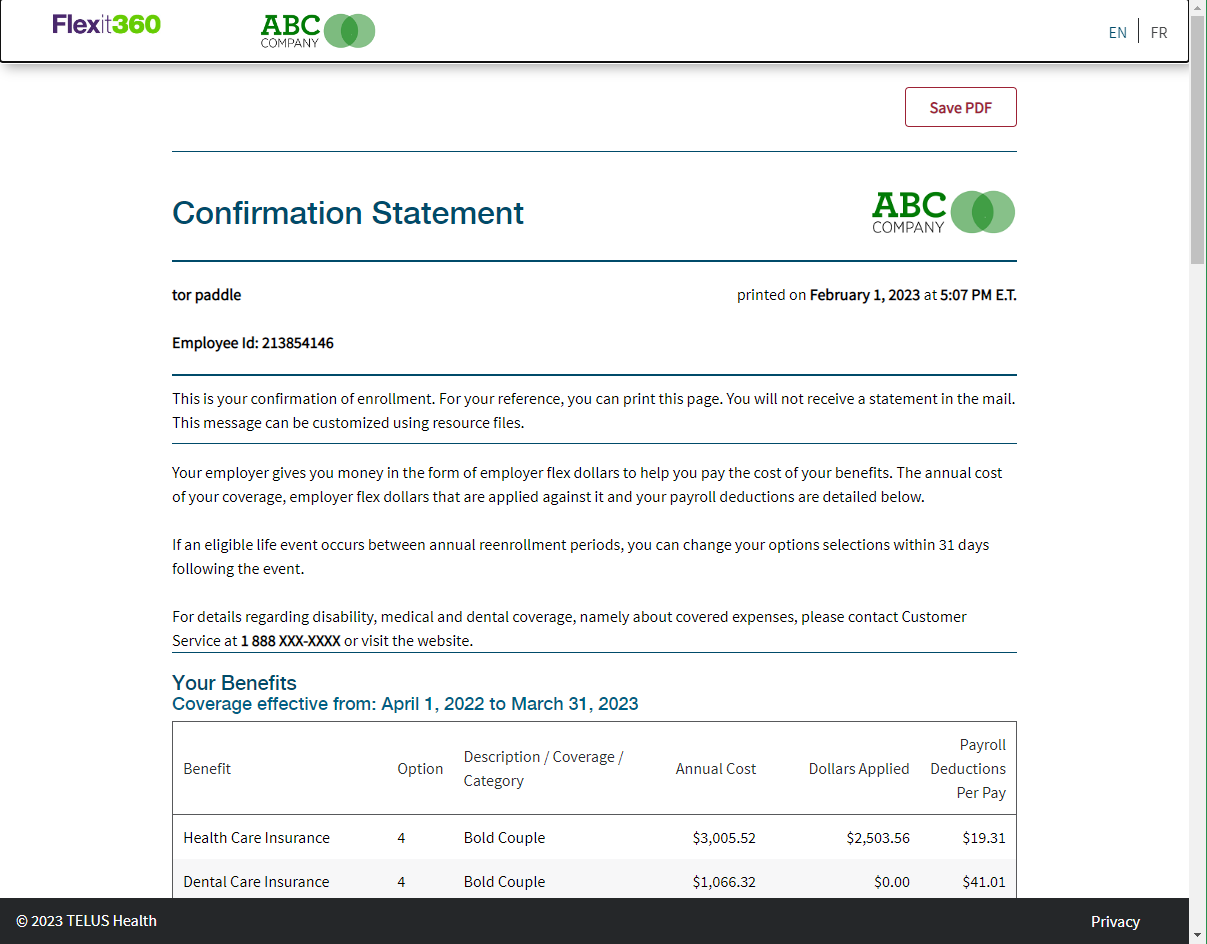 Flexit360
ABC
COMPANY
EN
FR
Save PDF
Confirmation Statement
ABC
COMPANY
tor paddle
printed on February 1, 2023 at 5:07 PM E.T.
Employee Id: 213854146
This is your confirmation of enrollment. For your reference, you can print this page. You will not receive a statement in the mail.
This message can be customized using resource files.
Your employer gives you money in the form of employer flex dollars to help you pay the cost of your benefits. The annual cost
of your coverage, employer flex dollars that are applied against it and your payroll deductions are detailed below.
If an eligible life event occurs between annual reenrollment periods, you can change your options selections within 31 days
following the event.
For details regarding disability, medical and dental coverage, namely about covered expenses, please contact Customer
Service at 1 888 XXX-XXXX or visit the website.
Your Benefits
Coverage effective from: April 1, 2022 to March 31, 2023
Benefit
Option
Description / Coverage /
Category
Annual Cost
Dollars Applied
Payroll
Deductions
Per Pay
Health Care Insurance 4 Bold Couple $3,005.52 $2,503.56 $19.31
Dental Care Insurance 4 Bold Couple $1,066.32 $0.00 $41.01
© 2023 TELUS Health
Privacy